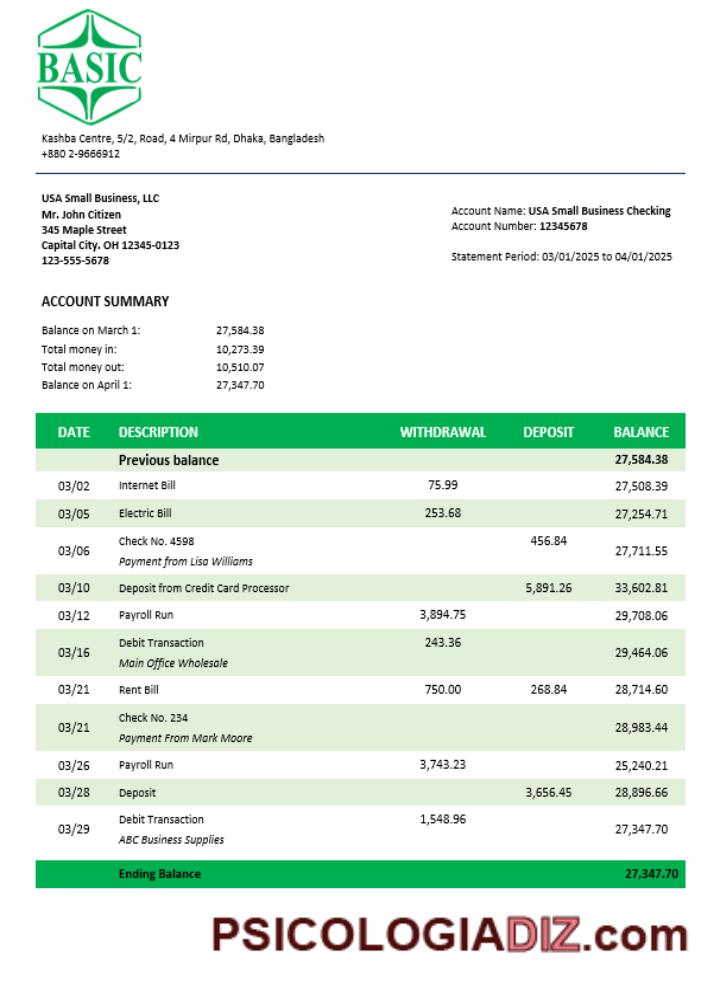 BASIC
Kashba Centre, 5/2, Road, 4 Mirpur Rd, Dhaka, Bangladesh
+880 2-9666912
USA Small Business, LLC
Mr. John Citizen
345 Maple Street
Capital City. OH 12345-0123
123-555-5678
Account Name: USA Small Business Checking
Account Number: 12345678
Statement Period: 03/01/2025 to 04/01/2025
ACCOUNT SUMMARY
Balance on March 1: 27,584.38
Total money in: 10,273.39
Total money out: 10,510.07
Balance on April 1: 27,347.70
DATE DESCRIPTION WITHDRAWAL DEPOSIT BALANCE
Previous balance 27,584.38
03/02 Internet Bill 75.99 27,508.39
03/05 Electric Bill 253.68 27,254.71
03/06 Check No. 4598 456.84 27,711.55
Payment from Lisa Williams
03/10 Deposit from Credit Card Processor 5,891.26 33,602.81
03/12 Payroll Run 3,894.75 29,708.06
03/16 Debit Transaction 243.36 29,464.06
Main Office Wholesale
03/21 Rent Bill 750.00 268.84 28,714.60
03/21 Check No. 234 28,983.44
Payment From Mark Moore
03/26 Payroll Run 3,743.23 25,240.21
03/28 Deposit 3,656.45 28,896.66
03/29 Debit Transaction 1,548.96 27,347.70
ABC Business Supplies
Ending Balance 27,347.70
PSICOLOGIADIZ.com